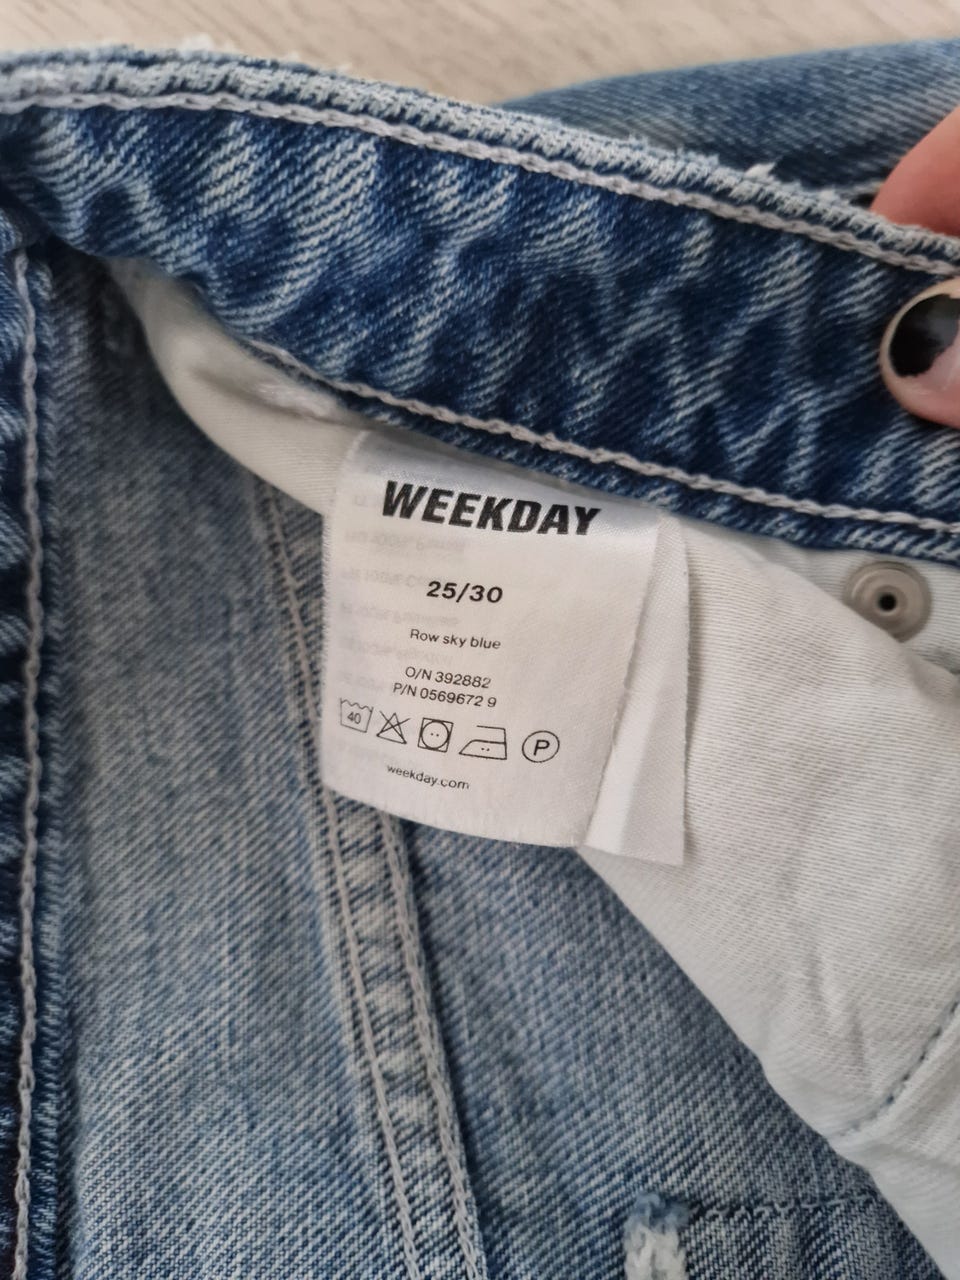 WEEKDAY
25/30
Row sky blue
O/N 392882
P/N 0569672 9
40
P
weekday.com